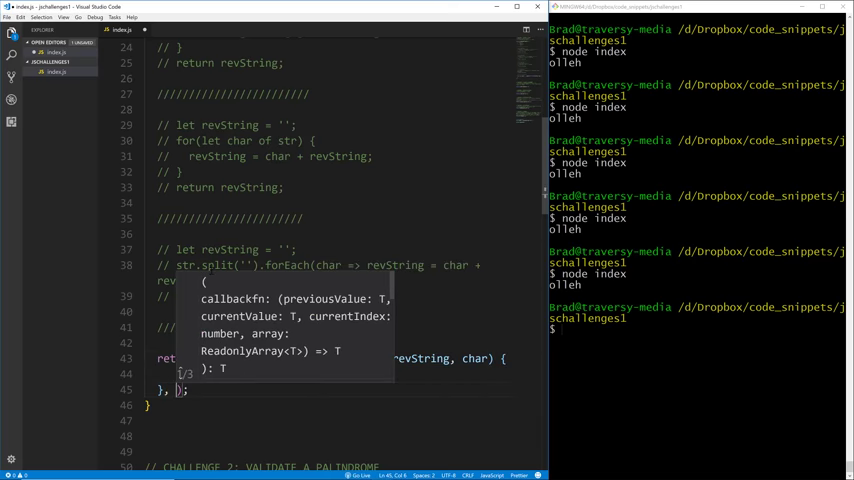 index.js - Visual Studio Code
File Edit Selection View Go Debug Tasks Help
EXPLORER
OPEN EDITORS 1 UNSAVED
index.js
JSCHALLENGES1
index.js
index.js
24 // }
25 // return revString;
26
27 ///////////////////////
28
29 // let revString = '';
30 // for(let char of str) {
31 //   revString = char + revString;
32 // }
33 // return revString;
34
35 ///////////////////////
36
37 // let revString = '';
38 // str.split('').forEach(char => revString = char +
rev
39 //
40
41 ///
42
43 ret revString, char) {
44
45 }, );
46 }
47
48
49
50 // CHALLENGE 2: VALIDATE A PALINDROME
(
callbackfn: (previousValue: T,
currentValue: T, currentIndex:
number, array:
ReadonlyArray<T>) => T
): T
1/3
0 0 Go Live Ln 45, Col 6 Spaces: 2 UTF-8 CRLF JavaScript Prettier
MINGW64:/d/Dropbox/code_snippets/jschallenges1
Brad@traversy-media /d/Dropbox/code_snippets/j
schallenges1
$ node index
olleh
Brad@traversy-media /d/Dropbox/code_snippets/j
schallenges1
$ node index
olleh
Brad@traversy-media /d/Dropbox/code_snippets/j
schallenges1
$ node index
olleh
Brad@traversy-media /d/Dropbox/code_snippets/j
schallenges1
$ node index
olleh
Brad@traversy-media /d/Dropbox/code_snippets/j
schallenges1
$ node index
olleh
Brad@traversy-media /d/Dropbox/code_snippets/j
schallenges1
$